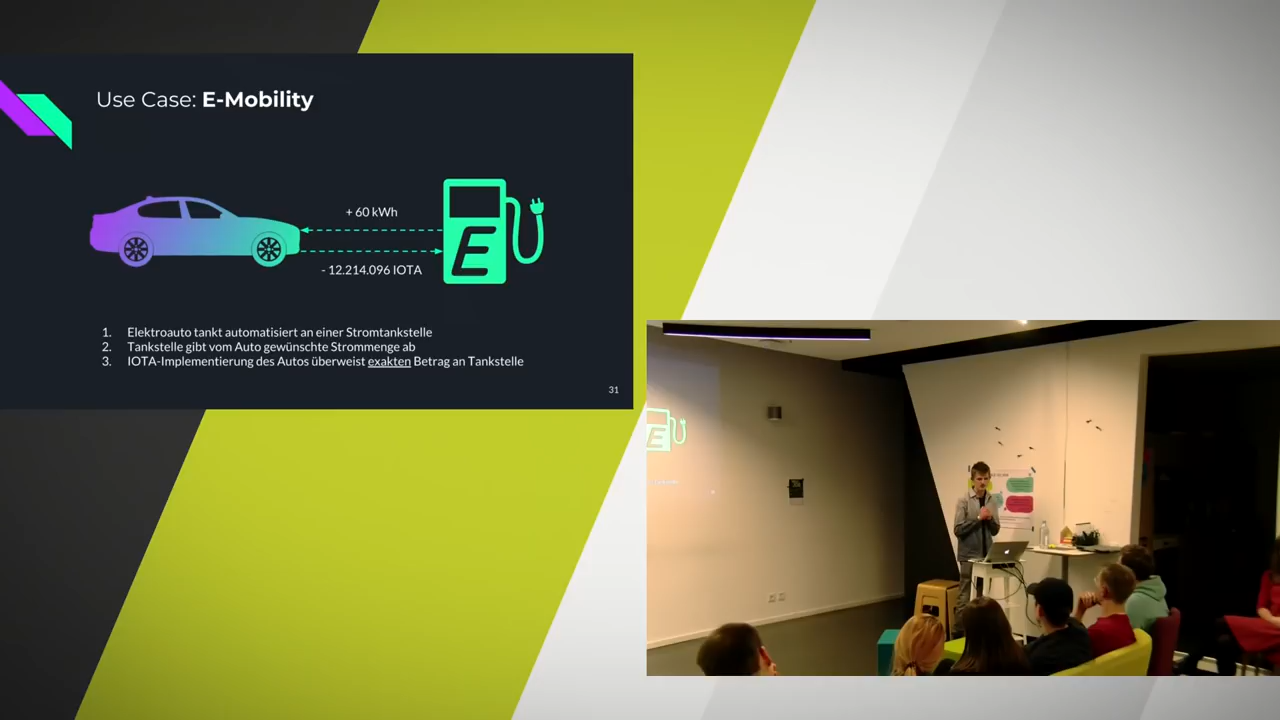 Use Case: E-Mobility
+ 60 kWh
- 12.214.096 IOTA
E
1. Elektroauto tankt automatisiert an einer Stromtankstelle
2. Tankstelle gibt vom Auto gewünschte Strommenge ab
3. IOTA-Implementierung des Autos überweist exakten Betrag an Tankstelle
31
E